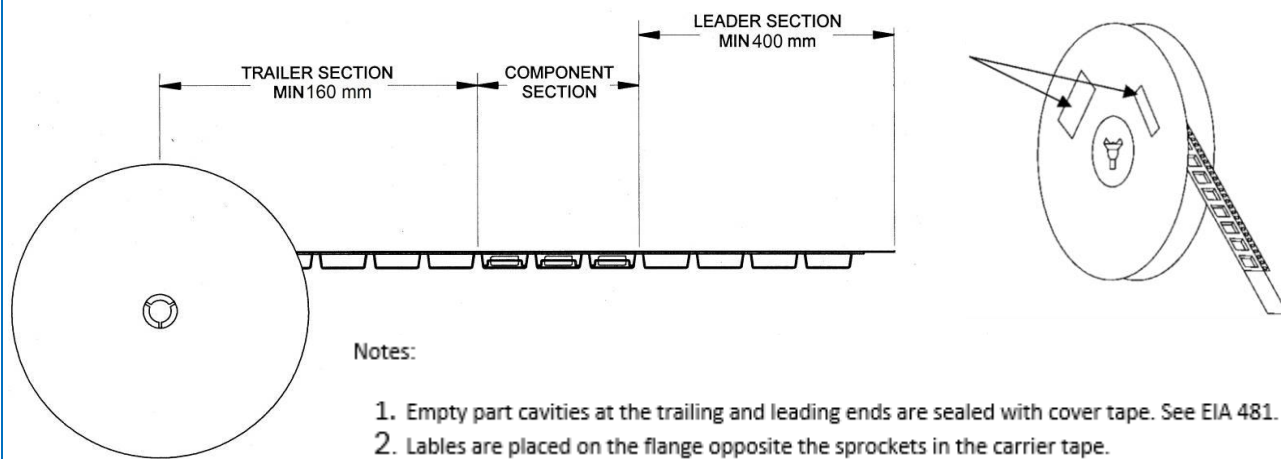 LEADER SECTION
MIN 400 mm
TRAILER SECTION
MIN 160 mm
COMPONENT
SECTION
Notes:
1. Empty part cavities at the trailing and leading ends are sealed with cover tape. See EIA 481.
2. Lables are placed on the flange opposite the sprockets in the carrier tape.